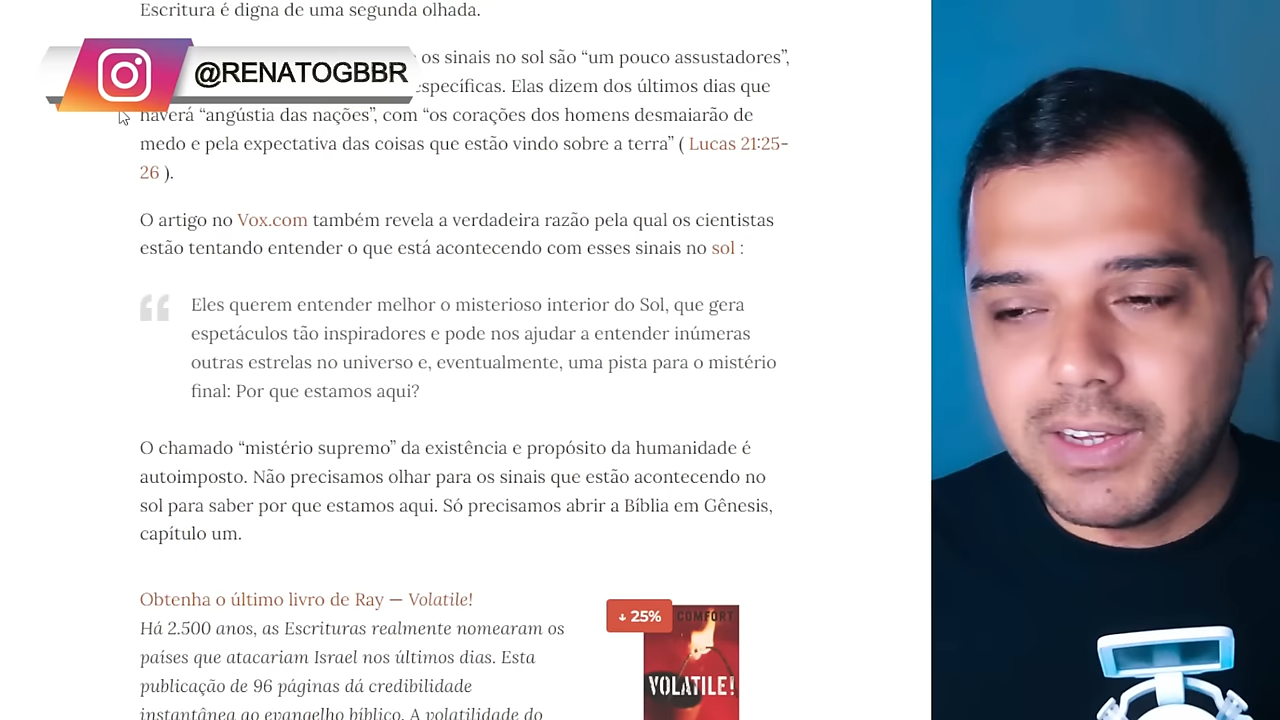 Escritura é digna de uma segunda olhada.
@RENATOGBBR
os sinais no sol são “um pouco assustadores”,
específicas. Elas dizem dos últimos dias que
haverá “angústia das nações”, com “os corações dos homens desmaiarão de
medo e pela expectativa das coisas que estão vindo sobre a terra” ( Lucas 21:25-
26 ).
O artigo no Vox.com também revela a verdadeira razão pela qual os cientistas
estão tentando entender o que está acontecendo com esses sinais no sol :
Eles querem entender melhor o misterioso interior do Sol, que gera
espetáculos tão inspiradores e pode nos ajudar a entender inúmeras
outras estrelas no universo e, eventualmente, uma pista para o mistério
final: Por que estamos aqui?
O chamado “mistério supremo” da existência e propósito da humanidade é
autoimposto. Não precisamos olhar para os sinais que estão acontecendo no
sol para saber por que estamos aqui. Só precisamos abrir a Bíblia em Gênesis,
capítulo um.
Obtenha o último livro de Ray — Volatile!
Há 2.500 anos, as Escrituras realmente nomearam os
países que atacariam Israel nos últimos dias. Esta
publicação de 96 páginas dá credibilidade
instantânea ao evangelho bíblico. A volatilidade do
↓ 25%
COMFORT
VOLATILE!